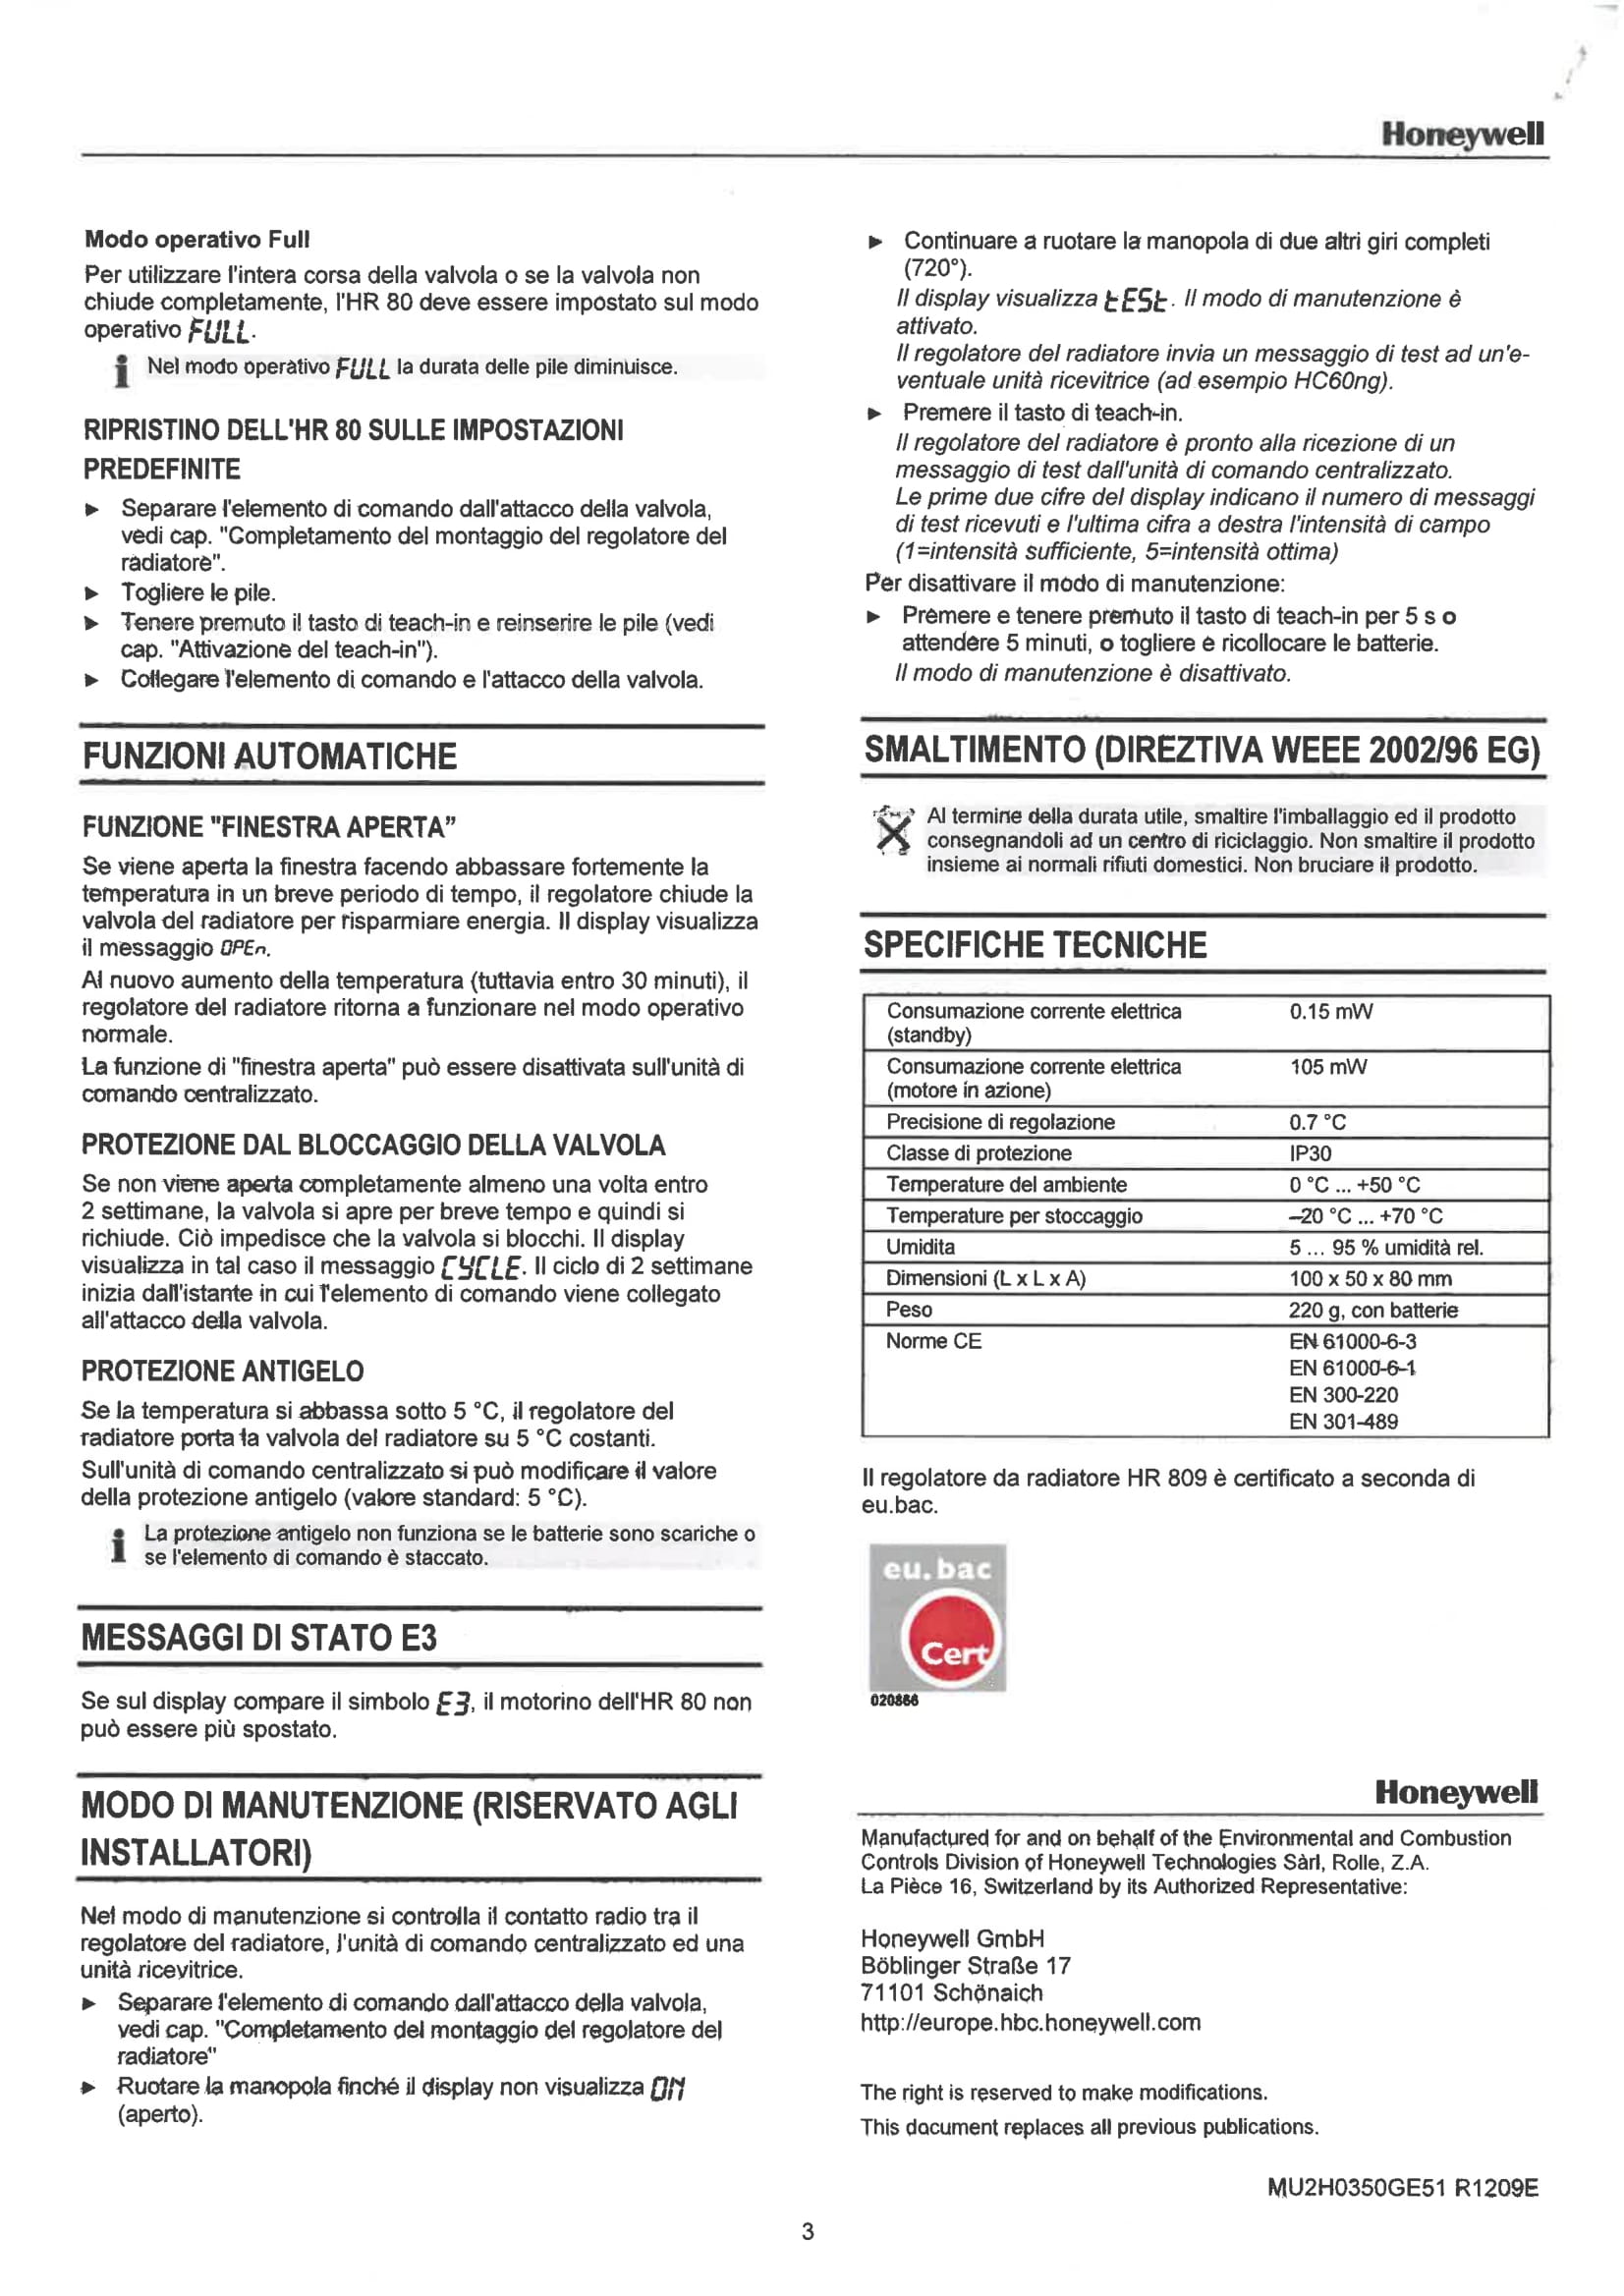 Honeywell
Modo operativo Full
Per utilizzare l'intera corsa della valvola o se la valvola non
chiude completamente, l'HR 80 deve essere impostato sul modo
operativo FULL.
i Nel modo operativo FULL la durata delle pile diminuisce.
RIPRISTINO DELL'HR 80 SULLE IMPOSTAZIONI
PREDEFINITE
► Separare l'elemento di comando dall'attacco della valvola,
vedi cap. "Completamento del montaggio del regolatore del
radiatore".
► Togliere le pile.
► Tenere premuto il tasto di teach-in e reinserire le pile (vedi
cap. "Attivazione del teach-in").
► Collegare l'elemento di comando e l'attacco della valvola.
FUNZIONI AUTOMATICHE
FUNZIONE "FINESTRA APERTA”
Se viene aperta la finestra facendo abbassare fortemente la
temperatura in un breve periodo di tempo, il regolatore chiude la
valvola del radiatore per risparmiare energia. Il display visualizza
il messaggio OPEn.
Al nuovo aumento della temperatura (tuttavia entro 30 minuti), il
regolatore del radiatore ritorna a funzionare nel modo operativo
normale.
La funzione di "finestra aperta" può essere disattivata sull'unità di
comando centralizzato.
PROTEZIONE DAL BLOCCAGGIO DELLA VALVOLA
Se non viene aperta completamente almeno una volta entro
2 settimane, la valvola si apre per breve tempo e quindi si
richiude. Ciò impedisce che la valvola si blocchi. Il display
visualizza in tal caso il messaggio CYCLE. Il ciclo di 2 settimane
inizia dall'istante in cui l'elemento di comando viene collegato
all'attacco della valvola.
PROTEZIONE ANTIGELO
Se la temperatura si abbassa sotto 5 °C, il regolatore del
radiatore porta la valvola del radiatore su 5 °C costanti.
Sull'unità di comando centralizzato si può modificare il valore
della protezione antigelo (valore standard: 5 °C).
i La protezione antigelo non funziona se le batterie sono scariche o
se l'elemento di comando è staccato.
MESSAGGI DI STATO E3
Se sul display compare il simbolo E3, il motorino dell'HR 80 non
può essere più spostato.
MODO DI MANUTENZIONE (RISERVATO AGLI
INSTALLATORI)
Nel modo di manutenzione si controlla il contatto radio tra il
regolatore del radiatore, l'unità di comando centralizzato ed una
unità ricevitrice.
► Separare l'elemento di comando dall'attacco della valvola,
vedi cap. "Completamento del montaggio del regolatore del
radiatore"
► Ruotare la manopola finché il display non visualizza ON
(aperto).
► Continuare a ruotare la manopola di due altri giri completi
(720°).
Il display visualizza tESt. Il modo di manutenzione è
attivato.
Il regolatore del radiatore invia un messaggio di test ad un'e-
ventuale unità ricevitrice (ad esempio HC60ng).
► Premere il tasto di teach-in.
Il regolatore del radiatore è pronto alla ricezione di un
messaggio di test dall'unità di comando centralizzato.
Le prime due cifre del display indicano il numero di messaggi
di test ricevuti e l'ultima cifra a destra l'intensità di campo
(1=intensità sufficiente, 5=intensità ottima)
Per disattivare il modo di manutenzione:
► Premere e tenere premuto il tasto di teach-in per 5 s o
attendere 5 minuti, o togliere e ricollocare le batterie.
Il modo di manutenzione è disattivato.
SMALTIMENTO (DIREZTIVA WEEE 2002/96 EG)
Al termine della durata utile, smaltire l'imballaggio ed il prodotto
consegnandoli ad un centro di riciclaggio. Non smaltire il prodotto
insieme ai normali rifiuti domestici. Non bruciare il prodotto.
SPECIFICHE TECNICHE
Consumazione corrente elettrica 0.15 mW
(standby)
Consumazione corrente elettrica 105 mW
(motore in azione)
Precisione di regolazione 0.7 °C
Classe di protezione IP30
Temperature del ambiente 0 °C ... +50 °C
Temperature per stoccaggio –20 °C ... +70 °C
Umidita 5 ... 95 % umidità rel.
Dimensioni (L x L x A) 100 x 50 x 80 mm
Peso 220 g, con batterie
Norme CE EN 61000-6-3
EN 61000-6-1
EN 300-220
EN 301-489
Il regolatore da radiatore HR 809 è certificato a seconda di
eu.bac.
eu.bac
Cert
020866
Honeywell
Manufactured for and on behalf of the Environmental and Combustion
Controls Division of Honeywell Technologies Sàrl, Rolle, Z.A.
La Pièce 16, Switzerland by its Authorized Representative:
Honeywell GmbH
Böblinger Straße 17
71101 Schönaich
http://europe.hbc.honeywell.com
The right is reserved to make modifications.
This document replaces all previous publications.
MU2H0350GE51 R1209E
3